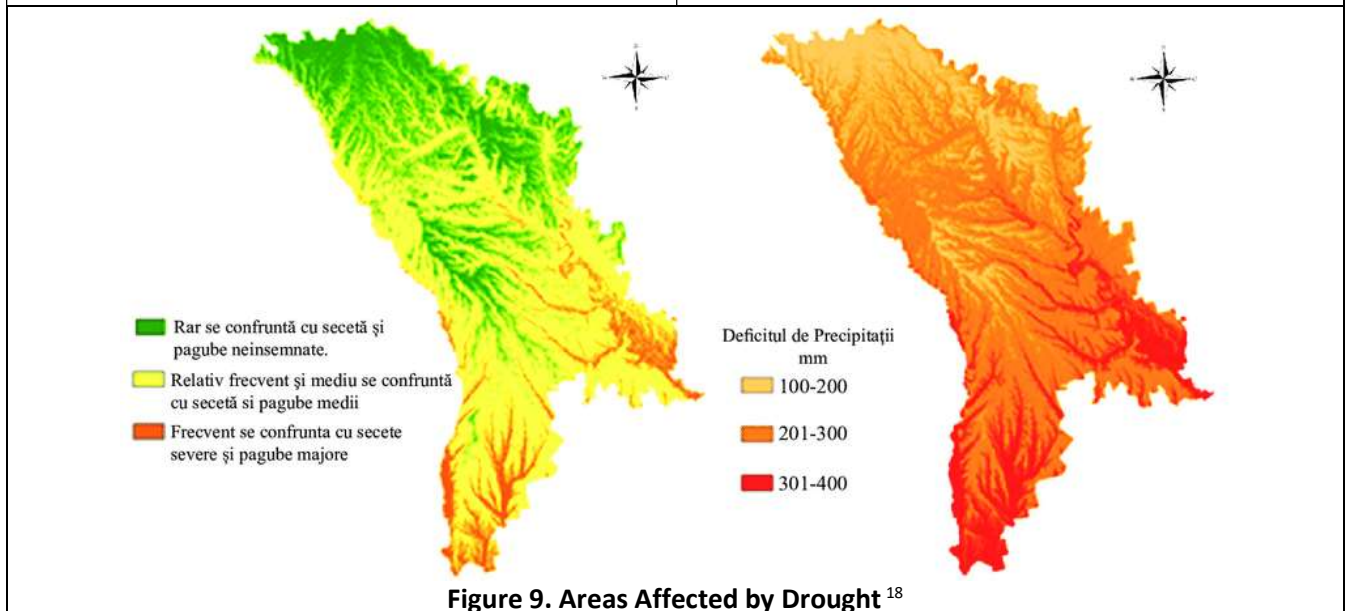 Rar se confruntă cu secetă și
pagube neinsemnate.
Relativ frecvent şi mediu se confruntă
cu secetă si pagube medii
Frecvent se confrunta cu secete
severe și pagube majore
Deficitul de Precipitații
mm
100-200
201-300
301-400
Figure 9. Areas Affected by Drought 18